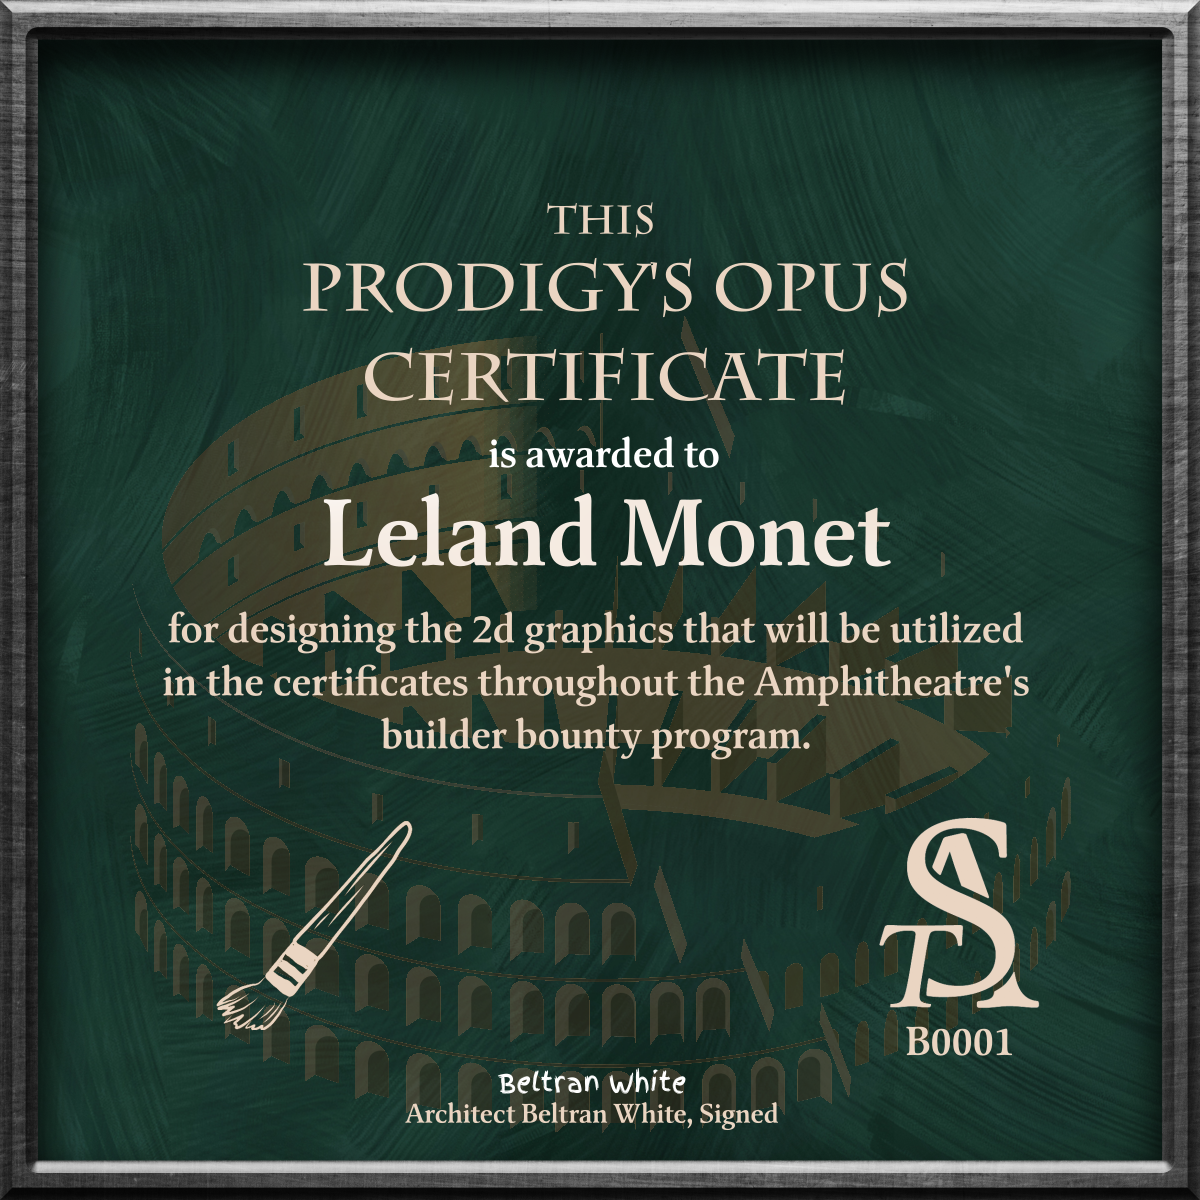 THIS
PRODIGY'S OPUS
CERTIFICATE
is awarded to
Leland Monet
for designing the 2d graphics that will be utilized
in the certificates throughout the Amphitheatre's
builder bounty program.
TSA
B0001
Beltran White
Architect Beltran White, Signed